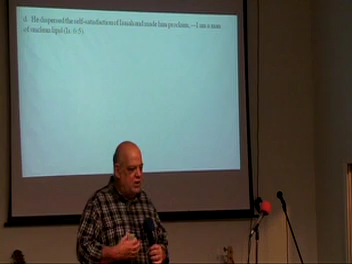 d. He dispersed the self-satisfaction of Isaiah and made him proclaim, —I am a man
of unclean lips! (Is. 6:5)